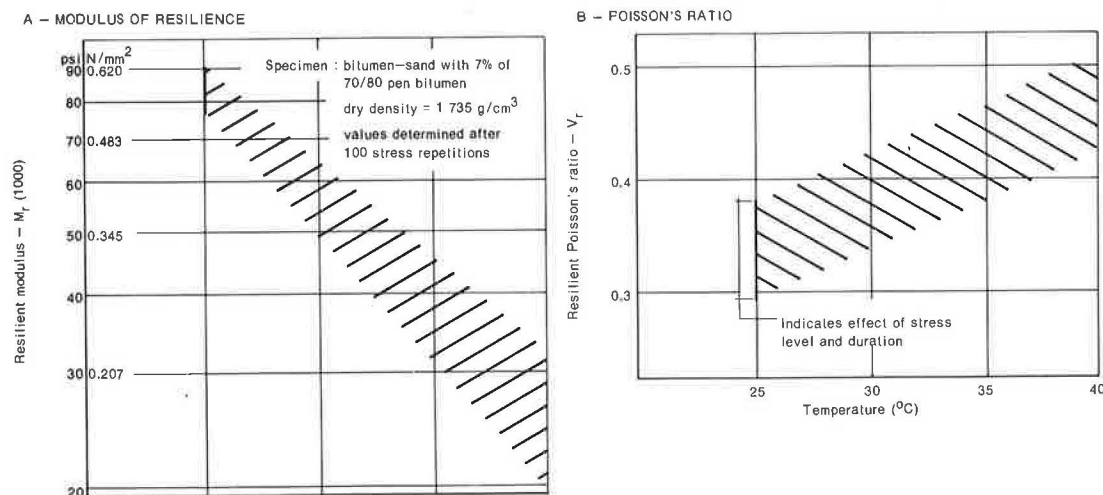 A – MODULUS OF RESILIENCE
psi N/mm2
90 0.620
80
70 0.483
60
50 0.345
40
30 0.207
20
Resilient modulus – Mr (1000)
Specimen : bitumen–sand with 7% of
70/80 pen bitumen
dry density = 1 735 g/cm3
values determined after
100 stress repetitions
B – POISSON'S RATIO
0.5
0.4
0.3
Resilient Poisson's ratio – Vr
Indicates effect of stress
level and duration
25 30 35 40
Temperature (OC)